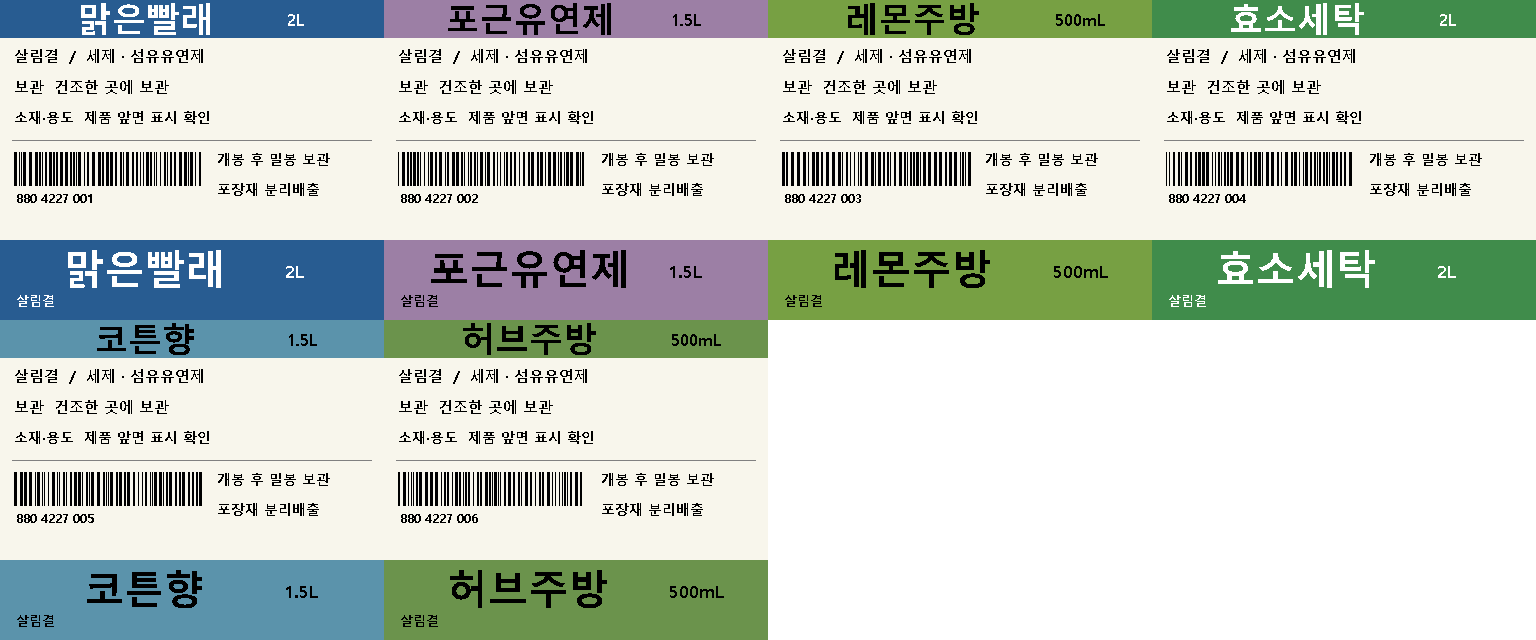 맑은빨래 2L
살림결 / 세제 · 섬유유연제
보관 건조한 곳에 보관
소재·용도 제품 앞면 표시 확인
개봉 후 밀봉 보관
포장재 분리배출
880 4227 001
맑은빨래 2L
살림결
포근유연제 1.5L
살림결 / 세제 · 섬유유연제
보관 건조한 곳에 보관
소재·용도 제품 앞면 표시 확인
개봉 후 밀봉 보관
포장재 분리배출
880 4227 002
포근유연제 1.5L
살림결
레몬주방 500mL
살림결 / 세제 · 섬유유연제
보관 건조한 곳에 보관
소재·용도 제품 앞면 표시 확인
개봉 후 밀봉 보관
포장재 분리배출
880 4227 003
레몬주방 500mL
살림결
효소세탁 2L
살림결 / 세제 · 섬유유연제
보관 건조한 곳에 보관
소재·용도 제품 앞면 표시 확인
개봉 후 밀봉 보관
포장재 분리배출
880 4227 004
효소세탁 2L
살림결
코튼향 1.5L
살림결 / 세제 · 섬유유연제
보관 건조한 곳에 보관
소재·용도 제품 앞면 표시 확인
개봉 후 밀봉 보관
포장재 분리배출
880 4227 005
코튼향 1.5L
살림결
허브주방 500mL
살림결 / 세제 · 섬유유연제
보관 건조한 곳에 보관
소재·용도 제품 앞면 표시 확인
개봉 후 밀봉 보관
포장재 분리배출
880 4227 006
허브주방 500mL
살림결